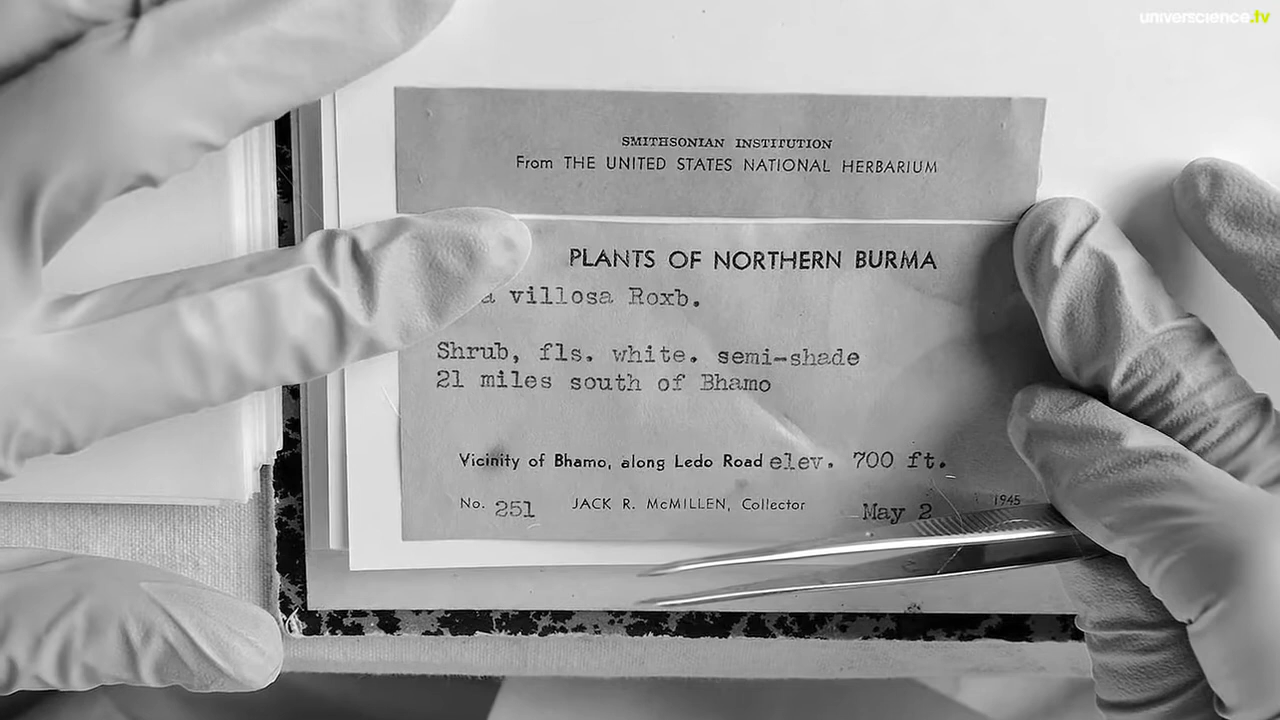 universcience.tv
SMITHSONIAN INSTITUTION
From THE UNITED STATES NATIONAL HERBARIUM
PLANTS OF NORTHERN BURMA
a villosa Roxb.
Shrub, fls. white. semi-shade
21 miles south of Bhamo
Vicinity of Bhamo, along Ledo Road elev. 700 ft.
No. 251 JACK R. McMILLEN, Collector May 2 1945